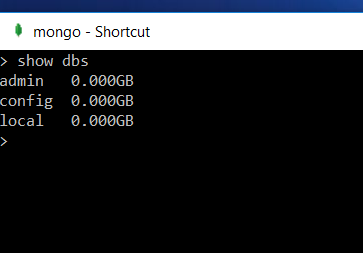 mongo - Shortcut
> show dbs
admin   0.000GB
config  0.000GB
local   0.000GB
>